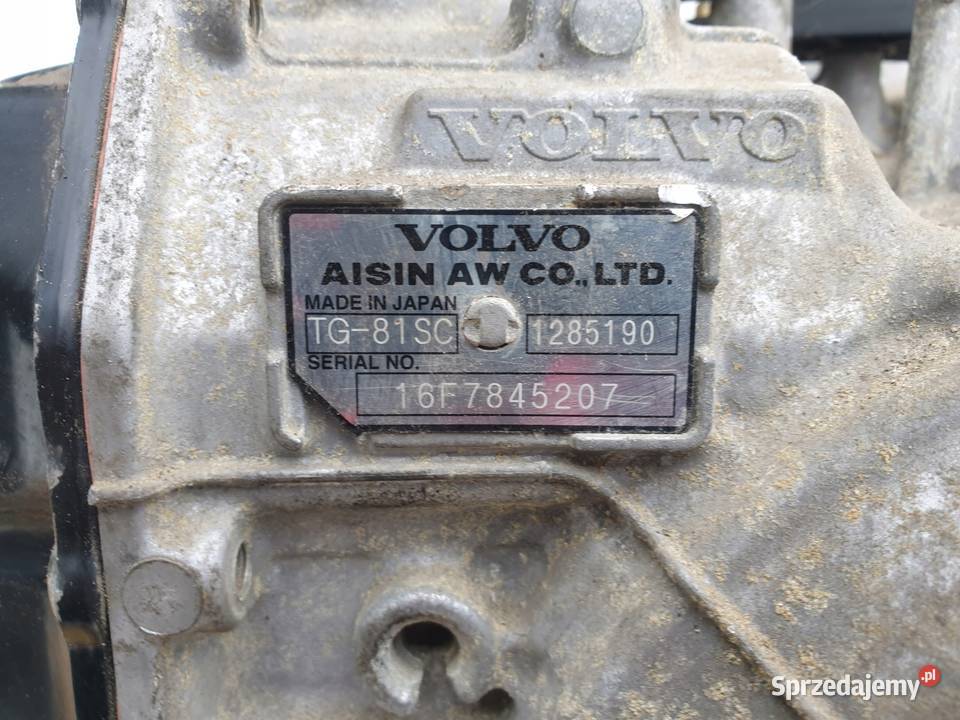 VOLVO
VOLVO
AISIN AW CO., LTD.
MADE IN JAPAN
TG-81SC 1285190
SERIAL NO.
16F7845207
Sprzedajemy.pl